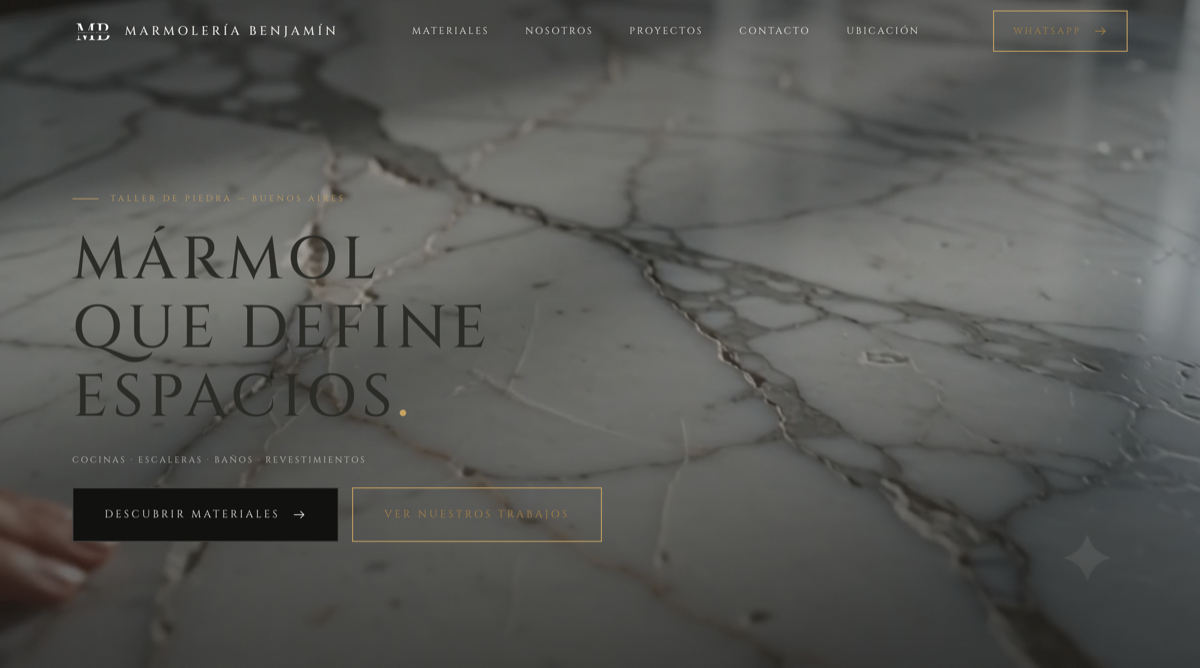 MB MARMOLERÍA BENJAMÍN MATERIALES NOSOTROS PROYECTOS CONTACTO UBICACIÓN WHATSAPP →
TALLER DE PIEDRA — BUENOS AIRES
MÁRMOL
QUE DEFINE
ESPACIOS.
COCINAS · ESCALERAS · BAÑOS · REVESTIMIENTOS
DESCUBRIR MATERIALES → VER NUESTROS TRABAJOS